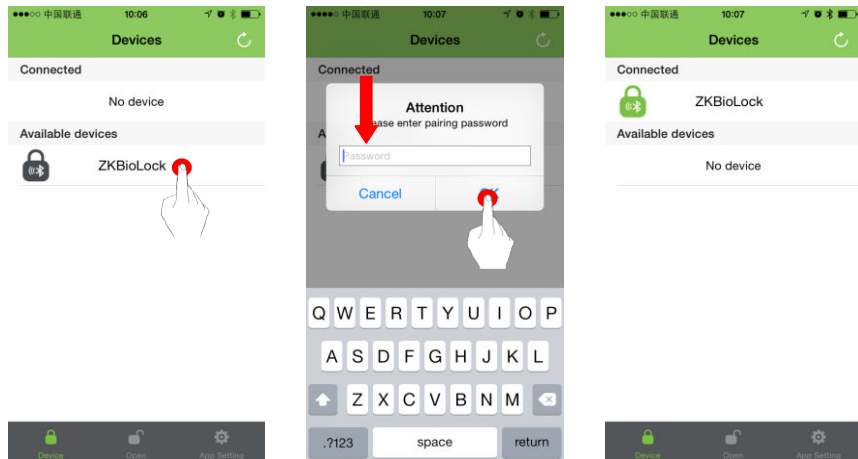 中国联通 10:06
Devices
Connected
No device
Available devices
ZKBioLock
Device Open App Setting
中国联通 10:07
Devices
Connected
Attention
ease enter pairing password
A
Password
Cancel
Q W E R T Y U I O P
A S D F G H J K L
Z X C V B N M
.?123 space return
中国联通 10:07
Devices
Connected
ZKBioLock
Available devices
No device
Device Open App Setting